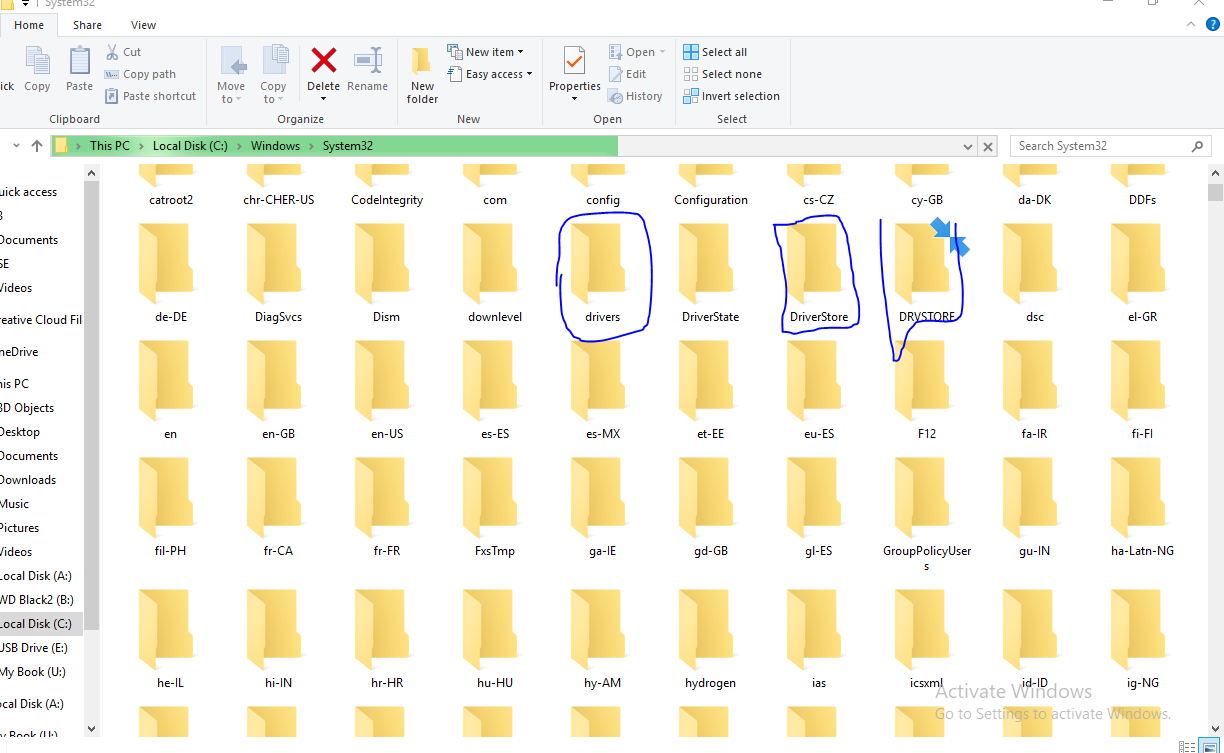 System32
Home Share View
Cut
Copy path
Paste shortcut
Copy
Paste
Clipboard
Move to
Copy to
Delete
Rename
Organize
New folder
New item
Easy access
New
Properties
Open
Edit
History
Open
Select all
Select none
Invert selection
Select
This PC Local Disk (C:) Windows System32
Search System32
catroot2 chr-CHER-US CodeIntegrity com config Configuration cs-CZ cy-GB da-DK DDFs
de-DE DiagSvcs Dism downlevel drivers DriverState DriverStore DRVSTORE dsc el-GR
en en-GB en-US es-ES es-MX et-EE eu-ES F12 fa-IR fi-FI
fil-PH fr-CA fr-FR FxsTmp ga-IE gd-GB gl-ES GroupPolicyUsers gu-IN ha-Latn-NG
he-IL hi-IN hr-HR hu-HU hy-AM hydrogen ias icsxml id-ID ig-NG
uick access
Documents
SE
Videos
reative Cloud Fil
neDrive
his PC
3D Objects
Desktop
Documents
Downloads
Music
Pictures
Videos
Local Disk (A:)
WD Black2 (B:)
Local Disk (C:)
USB Drive (E:)
My Book (U:)
ocal Disk (A:)
y Book (U:)
Activate Windows
Go to Settings to activate Windows.